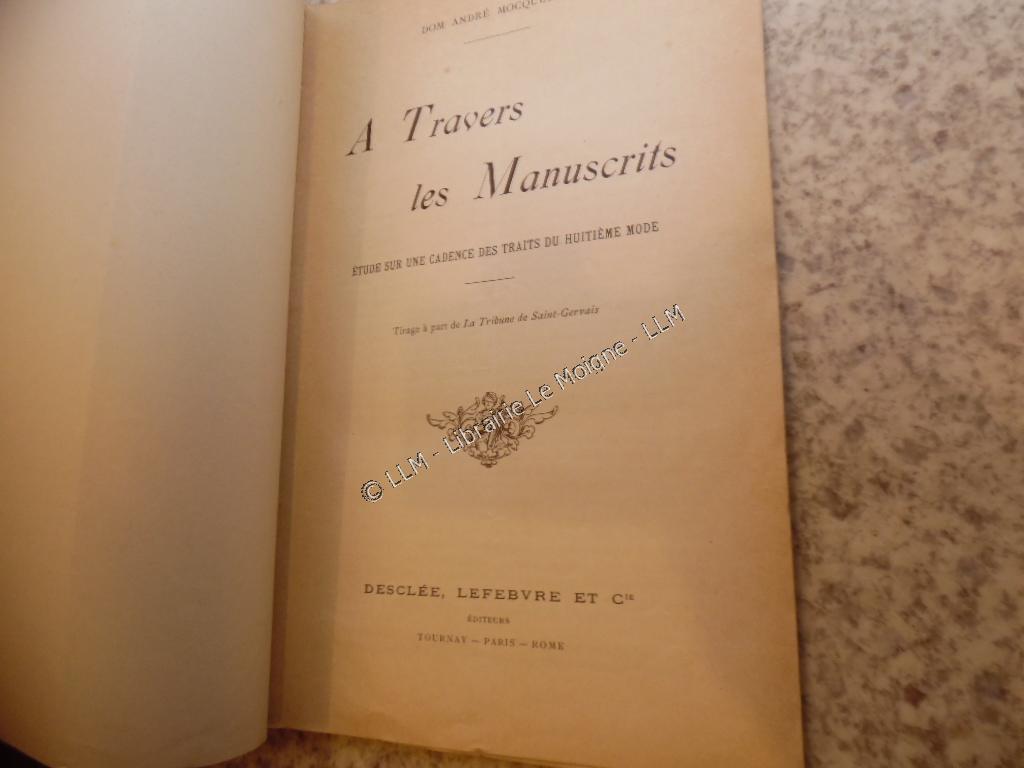 DOM ANDRÉ
A Travers
les Manuscrits
ÉTUDE SUR UNE CADENCE DES TRAITS DU HUITIÈME MODE
Tirage à part de La Tribune de Saint-Gervais
© LLM - Librairie Le Moigne - LLM
DESCLÉE, LEFEBVRE ET Cie
ÉDITEURS
TOURNAY — PARIS — ROME